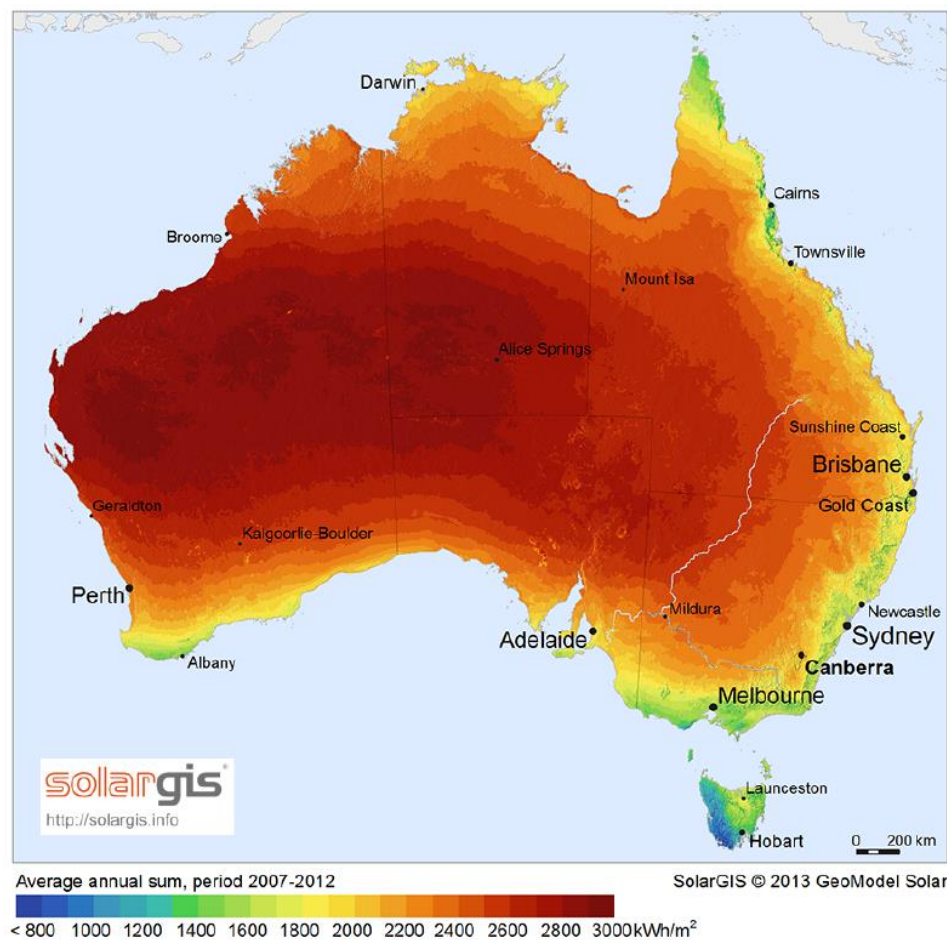 Darwin
Cairns
Broome
Townsville
Mount Isa
Alice Springs
Sunshine Coast
Brisbane
Gold Coast
Geraldton
Kalgoorlie-Boulder
Perth
Mildura
Newcastle
Adelaide
Sydney
Albany
Canberra
Melbourne
solargis
http://solargis.info
Launceston
Hobart
0 200 km
Average annual sum, period 2007-2012
SolarGIS © 2013 GeoModel Solar
< 800 1000 1200 1400 1600 1800 2000 2200 2400 2600 2800 3000kWh/m²